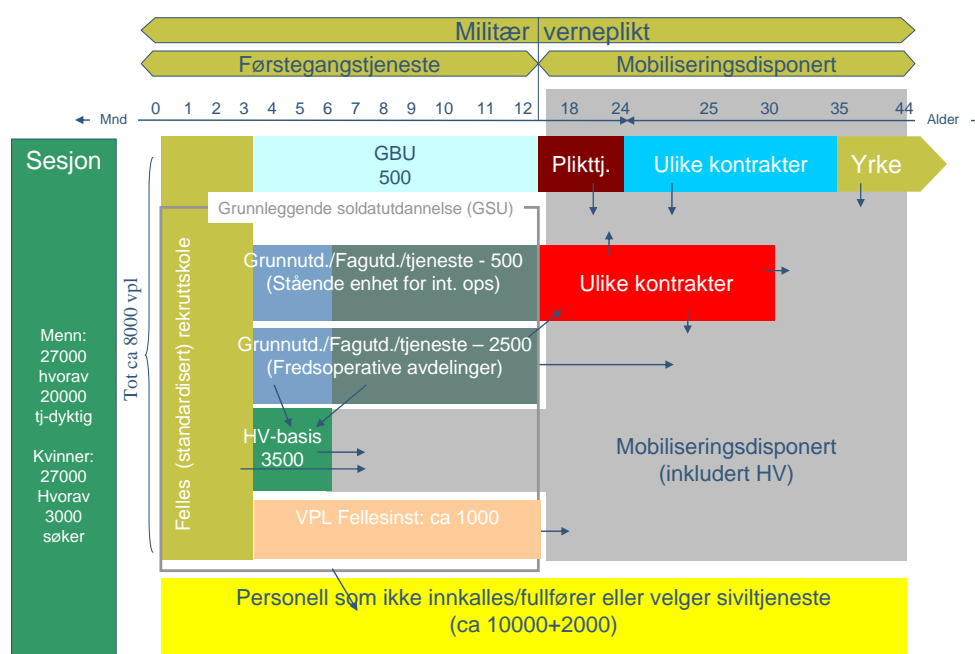 Militær verneplikt
Førstegangstjeneste
Mobiliseringsdisponert
Mnd
0 1 2 3 4 5 6 7 8 9 10 11 12 18 24 25 30 35 44
Alder
Sesjon
Menn:
27000
hvorav
20000
tj-dyktig
Kvinner:
27000
Hvorav
3000
søker
Tot ca 8000 vpl
Felles (standardisert) rekruttskole
GBU
500
Plikttj.
Ulike kontrakter
Yrke
Grunnleggende soldatutdannelse (GSU)
Grunnutd./Fagutd./tjeneste - 500
(Stående enhet for int. ops)
Ulike kontrakter
Grunnutd./Fagutd./tjeneste – 2500
(Fredsoperative avdelinger)
HV-basis
3500
Mobiliseringsdisponert
(inkludert HV)
VPL Fellesinst: ca 1000
Personell som ikke innkalles/fullfører eller velger siviltjeneste
(ca 10000+2000)